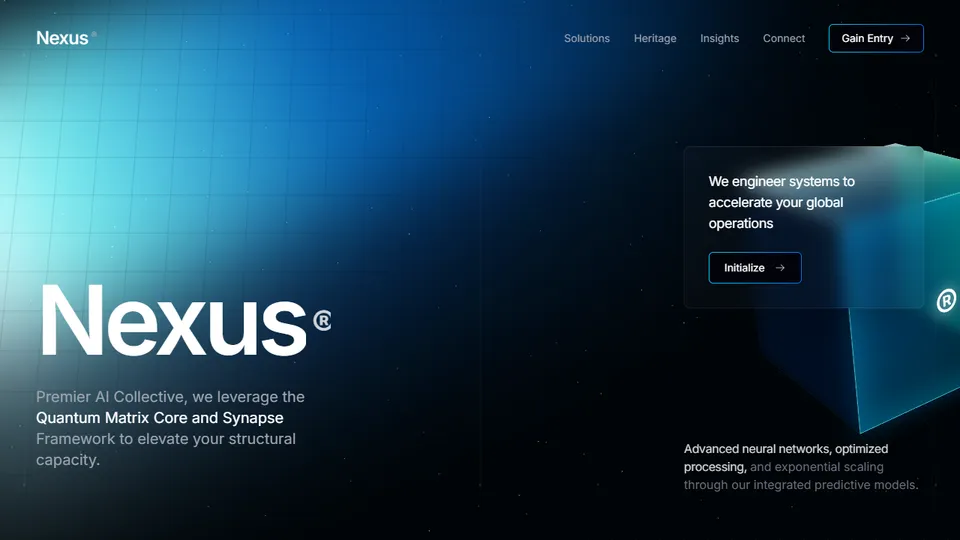 Nexus®
Solutions
Heritage
Insights
Connect
Gain Entry →
We engineer systems to
accelerate your global
operations
Initialize →
®
Nexus®
Premier AI Collective, we leverage the
Quantum Matrix Core and Synapse
Framework to elevate your structural
capacity.
Advanced neural networks, optimized
processing, and exponential scaling
through our integrated predictive models.